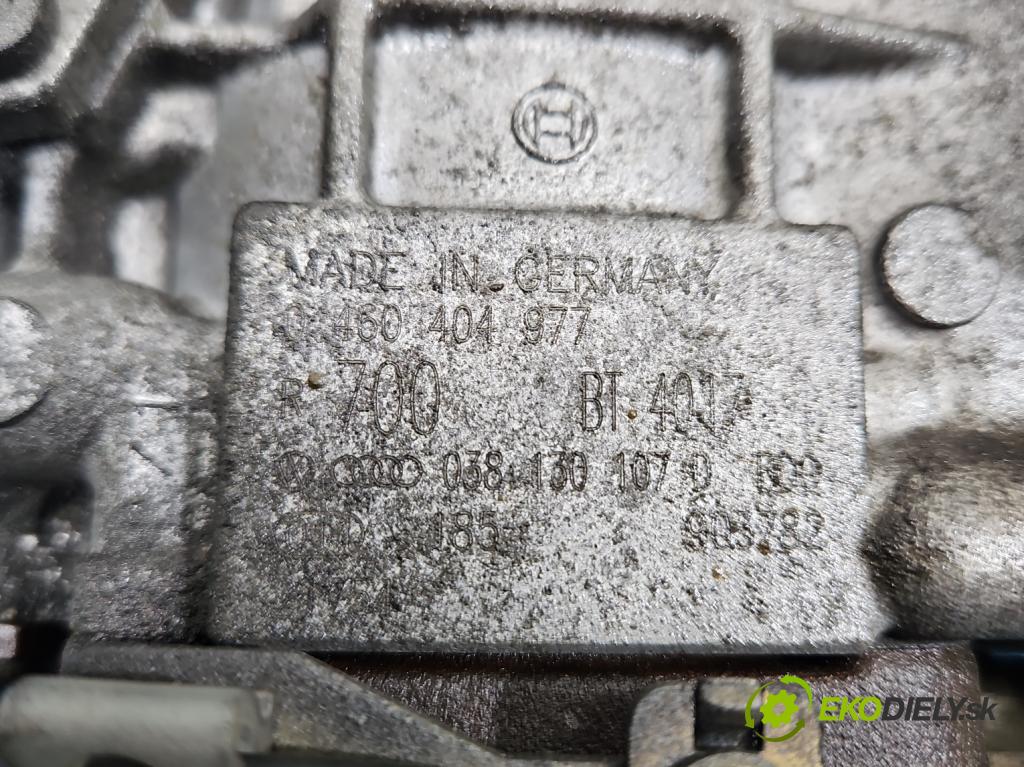 MADE IN GERMANY
0 460 404 977
R 700 BT 4017
038 130 107 D
185
903782
EKODIELY.sk